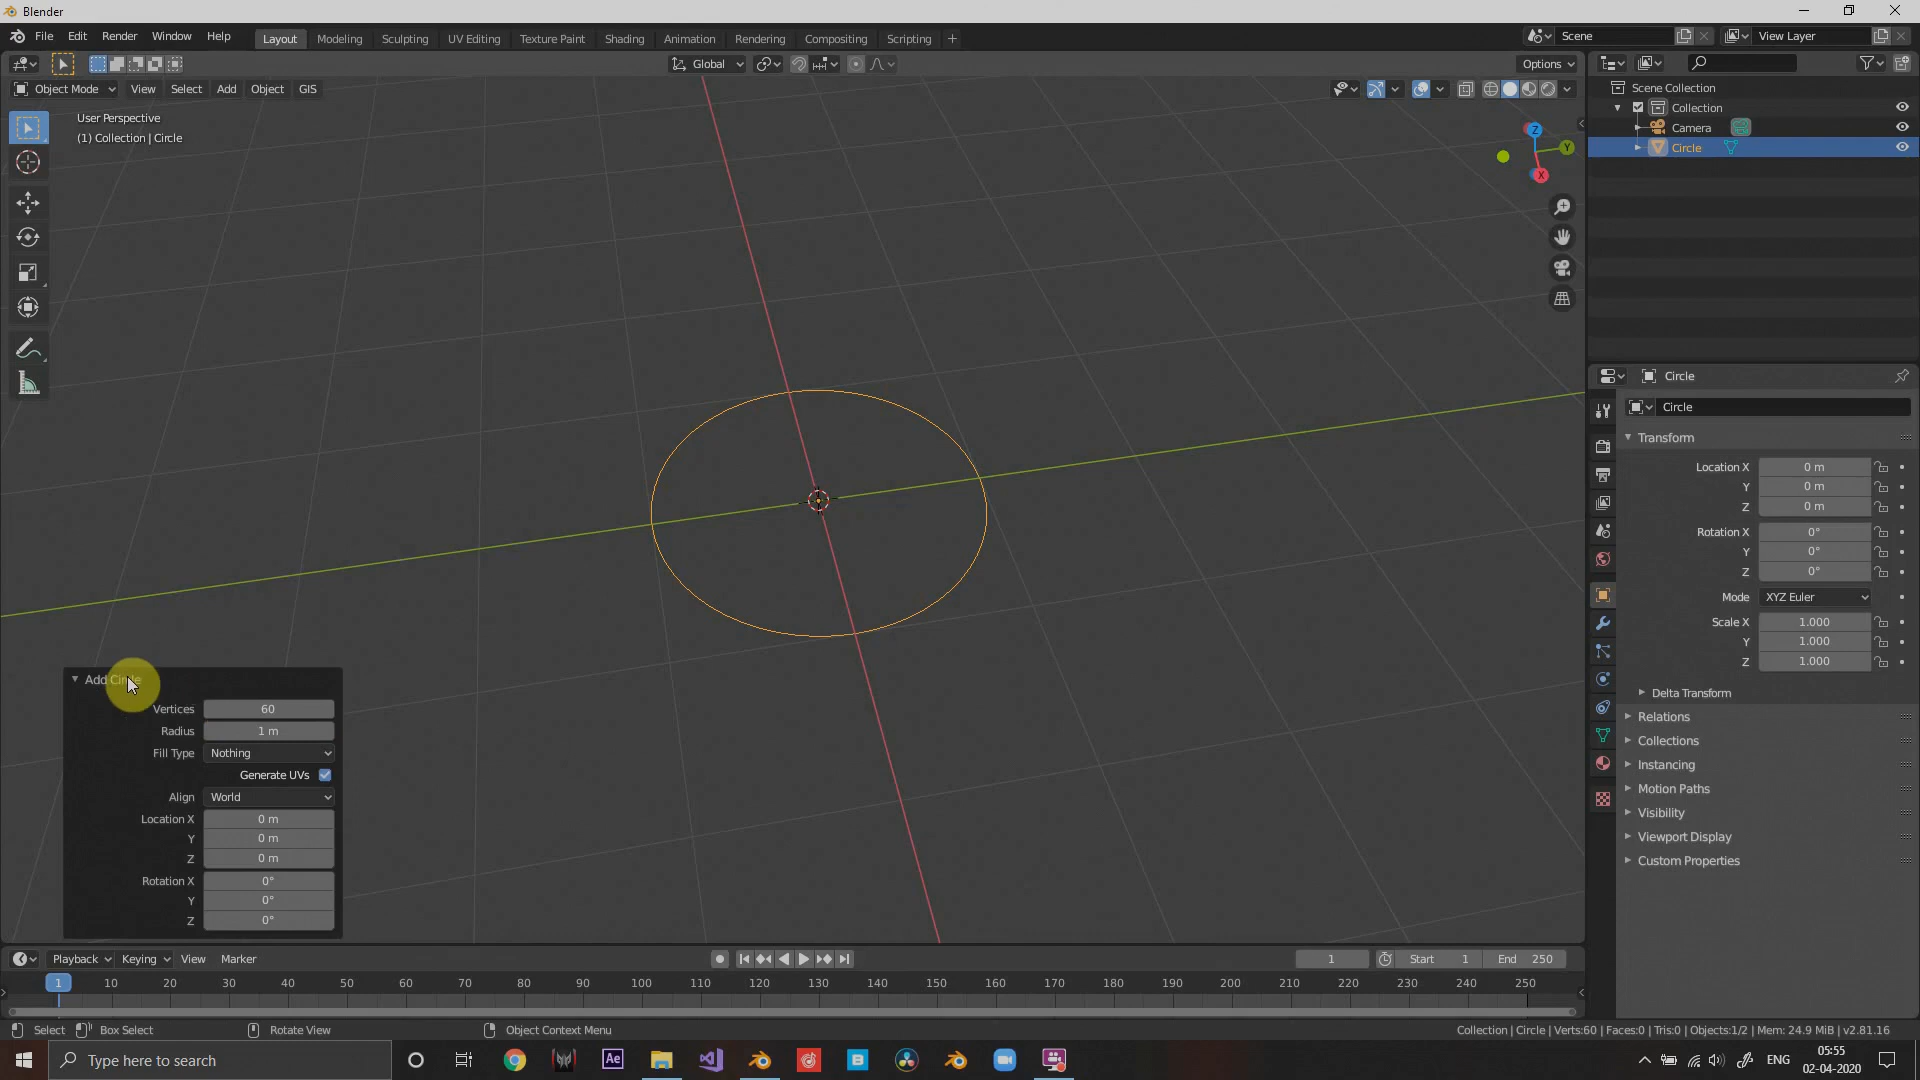 Blender
File Edit Render Window Help
Layout Modeling Sculpting UV Editing Texture Paint Shading Animation Rendering Compositing Scripting +
Scene
View Layer
Global
Options
Object Mode View Select Add Object GIS
User Perspective
(1) Collection | Circle
Z
Y
X
Scene Collection
Collection
Camera
Circle
Circle
Circle
Transform
Location X 0 m
Y 0 m
Z 0 m
Rotation X 0°
Y 0°
Z 0°
Mode XYZ Euler
Scale X 1.000
Y 1.000
Z 1.000
Delta Transform
Relations
Collections
Instancing
Motion Paths
Visibility
Viewport Display
Custom Properties
Add Circle
Vertices 60
Radius 1 m
Fill Type Nothing
Generate UVs
Align World
Location X 0 m
Y 0 m
Z 0 m
Rotation X 0°
Y 0°
Z 0°
Playback Keying View Marker
1 Start 1 End 250
1 10 20 30 40 50 60 70 80 90 100 110 120 130 140 150 160 170 180 190 200 210 220 230 240 250
Select Box Select Rotate View Object Context Menu
Collection | Circle | Verts:60 | Faces:0 | Tris:0 | Objects:1/2 | Mem: 24.9 MiB | v2.81.16
Type here to search
Ae
B
ENG
05:55
02-04-2020